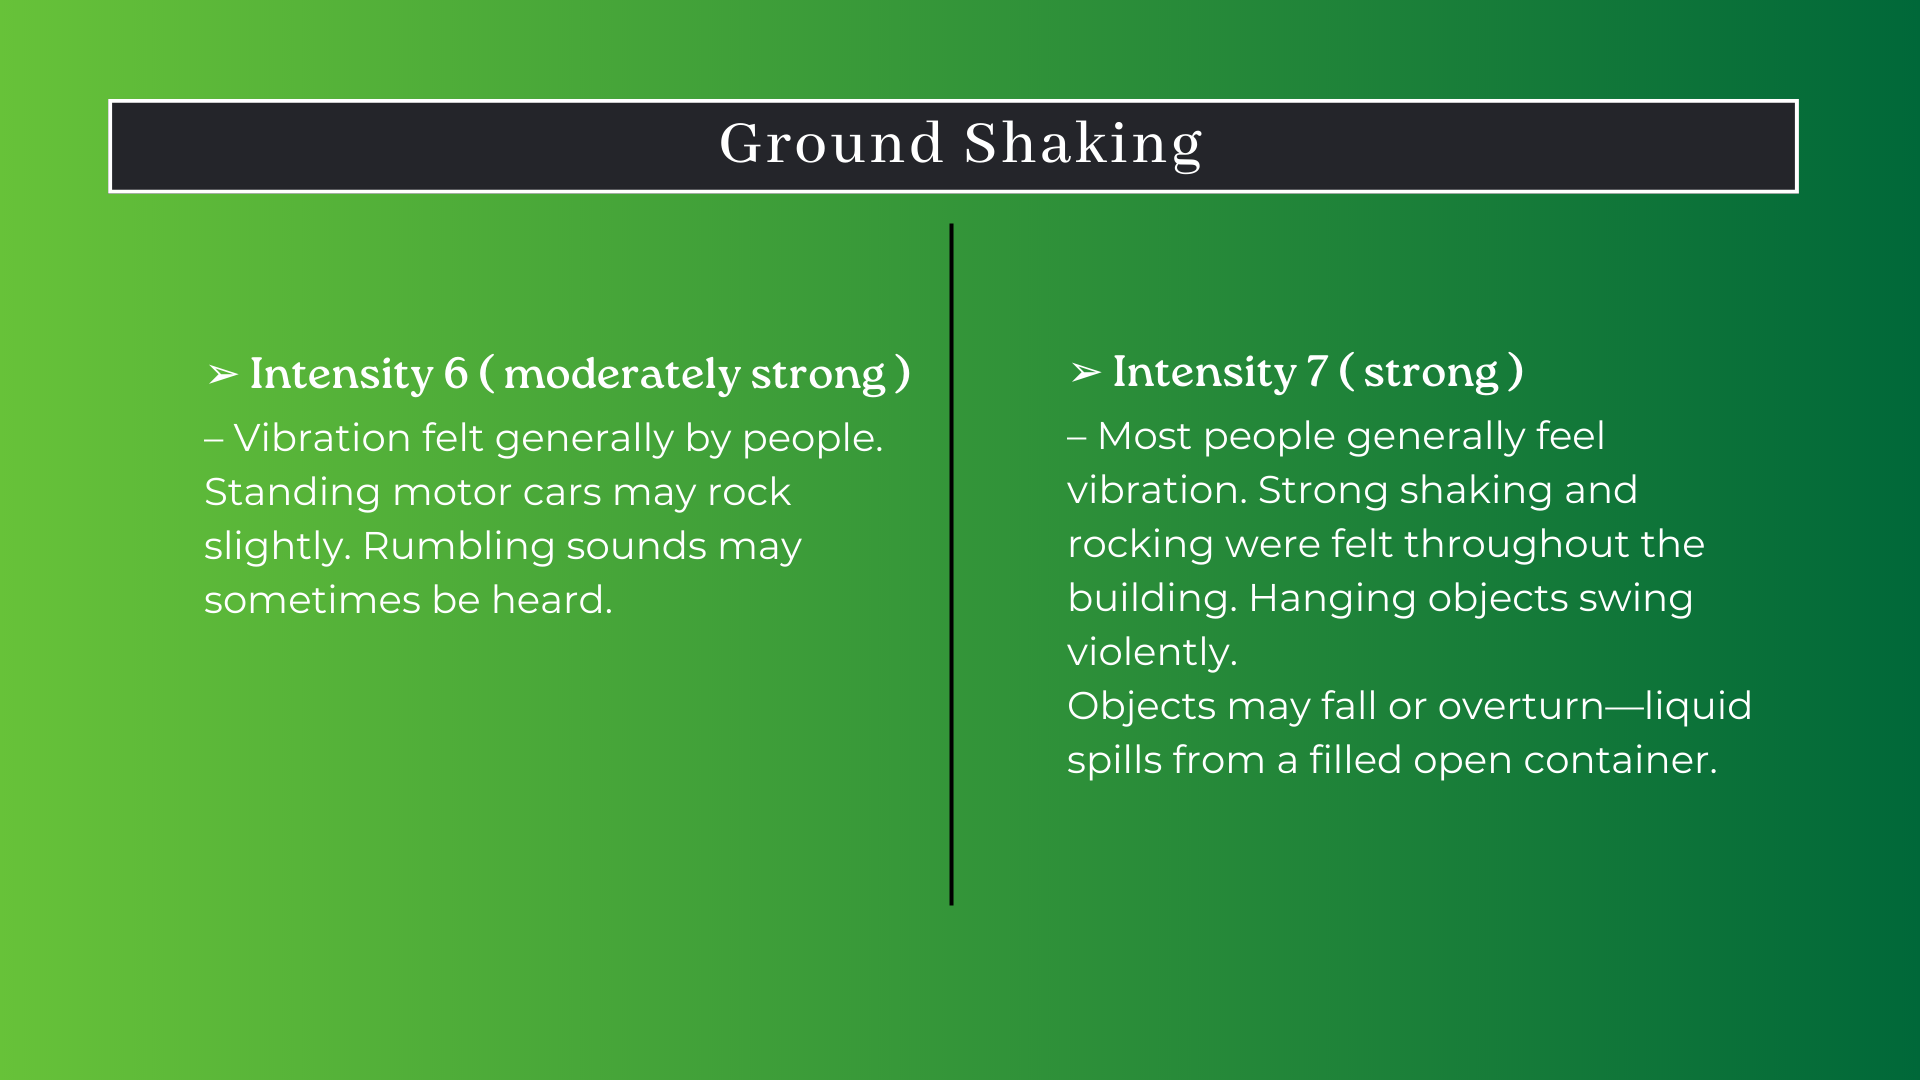 Ground Shaking
➢ Intensity 6 ( moderately strong )
– Vibration felt generally by people.
Standing motor cars may rock
slightly. Rumbling sounds may
sometimes be heard.
➢ Intensity 7 ( strong )
– Most people generally feel
vibration. Strong shaking and
rocking were felt throughout the
building. Hanging objects swing
violently.
Objects may fall or overturn—liquid
spills from a filled open container.